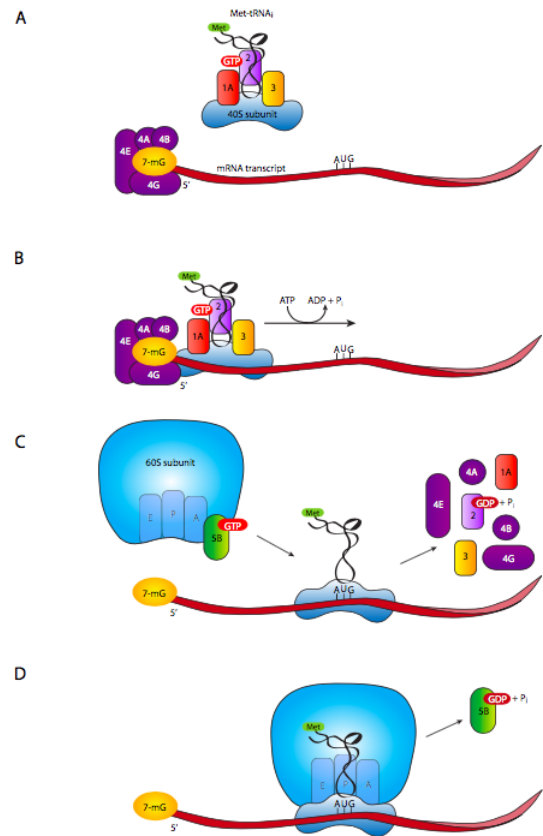 A
Met-tRNAi
Met
GTP
2
1A
3
40S subunit
4E
4A
4B
7-mG
4G
5'
mRNA transcript
AUG
B
Met
GTP
2
1A
3
ATP
ADP + Pi
4E
4A
4B
7-mG
4G
5'
AUG
C
60S subunit
E
P
A
5B
GTP
Met
AUG
4E
4A
1A
2
GDP + Pi
4B
3
4G
7-mG
5'
D
Met
E
P
A
AUG
5B
GDP + Pi
7-mG
5'